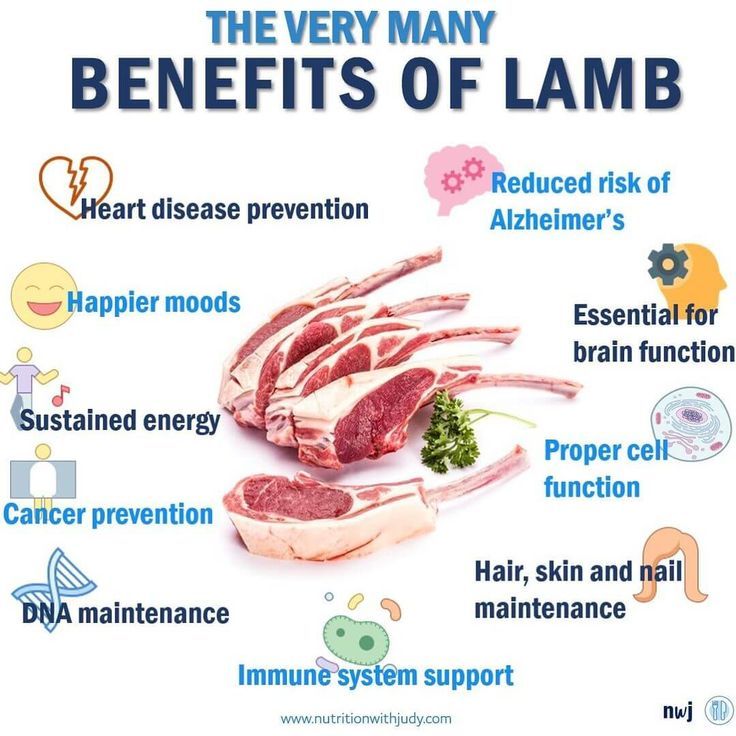 THE VERY MANY
BENEFITS OF LAMB
Heart disease prevention
Reduced risk of
Alzheimer's
Happier moods
Essential for
brain function
Sustained energy
Proper cell
function
Cancer prevention
Hair, skin and nail
maintenance
DNA maintenance
Immune system support
www.nutritionwithjudy.com
nwj